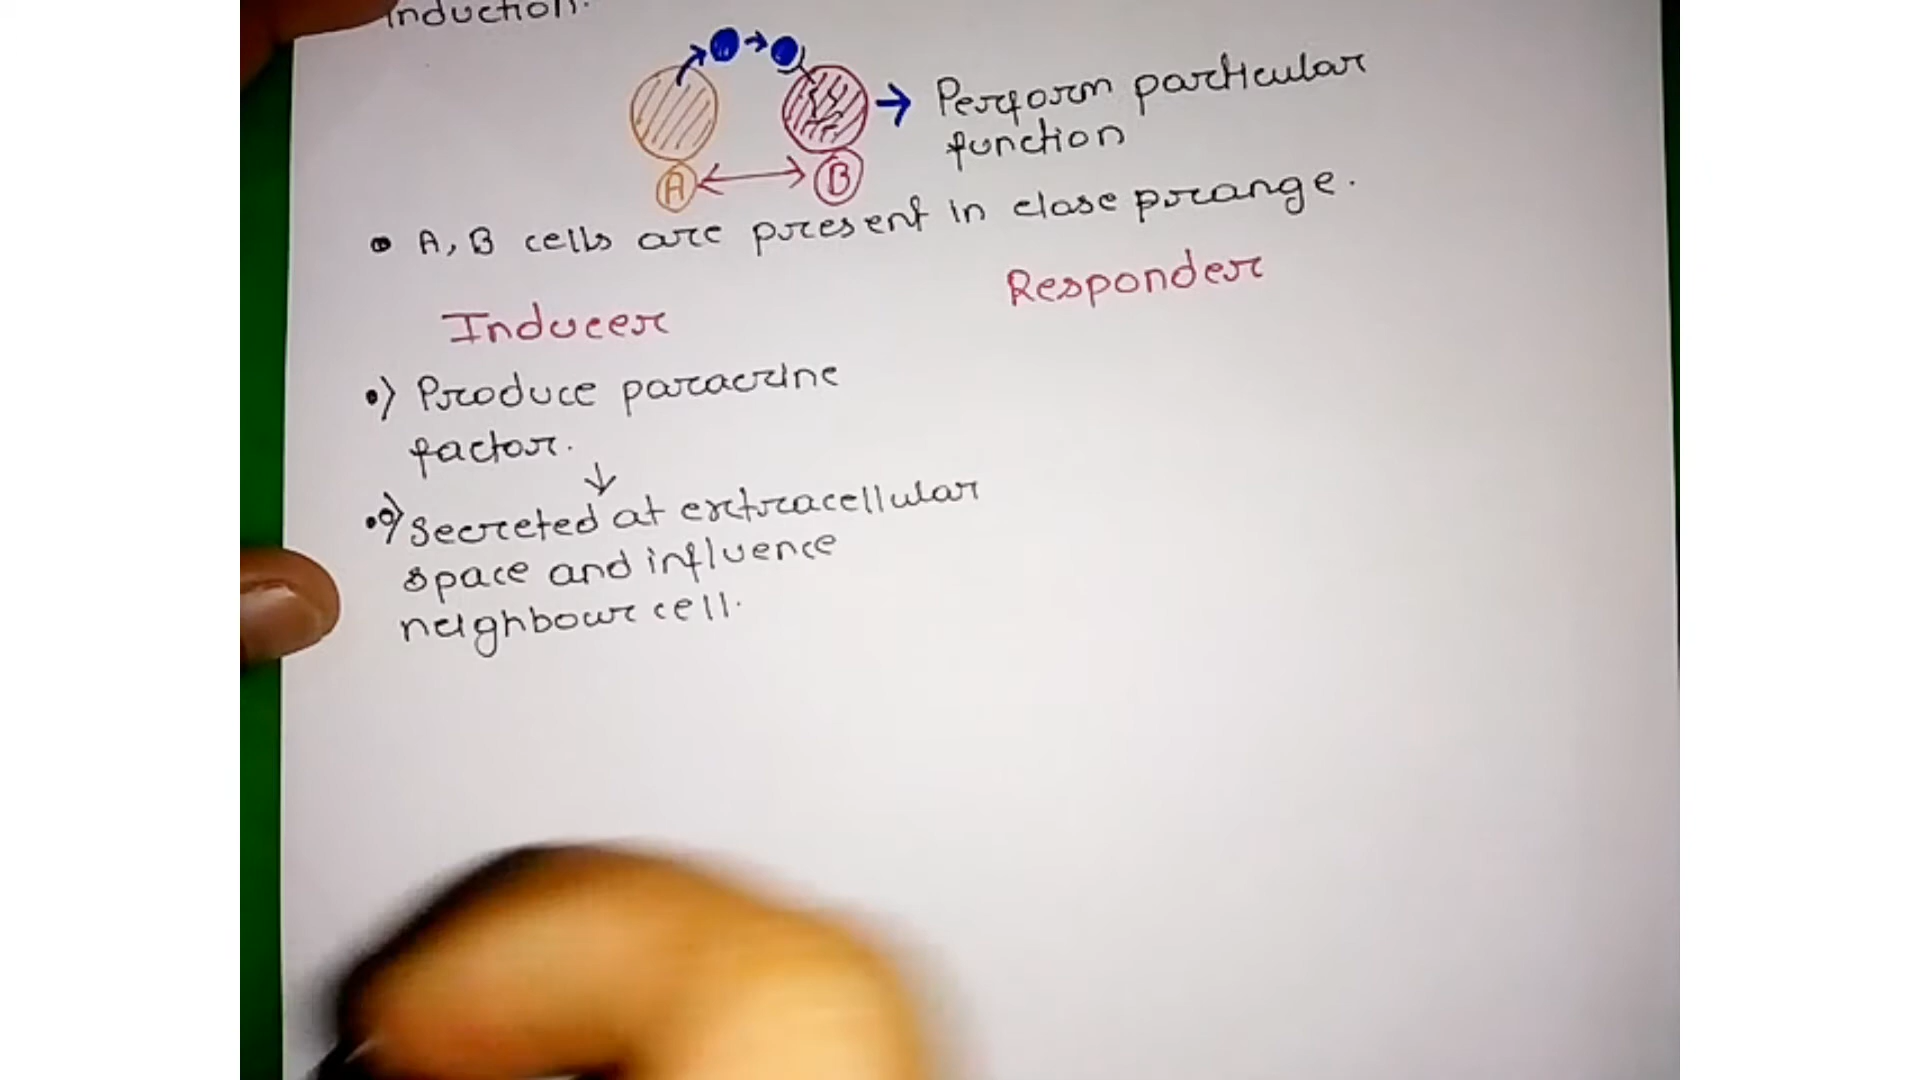 Induction.
Perform particular
function
A
B
• A, B cells are present in close prange.
Inducer
Responder
•) Produce paracrine
factor.
•) Secreted at extracellular
space and influence
neighbour cell.